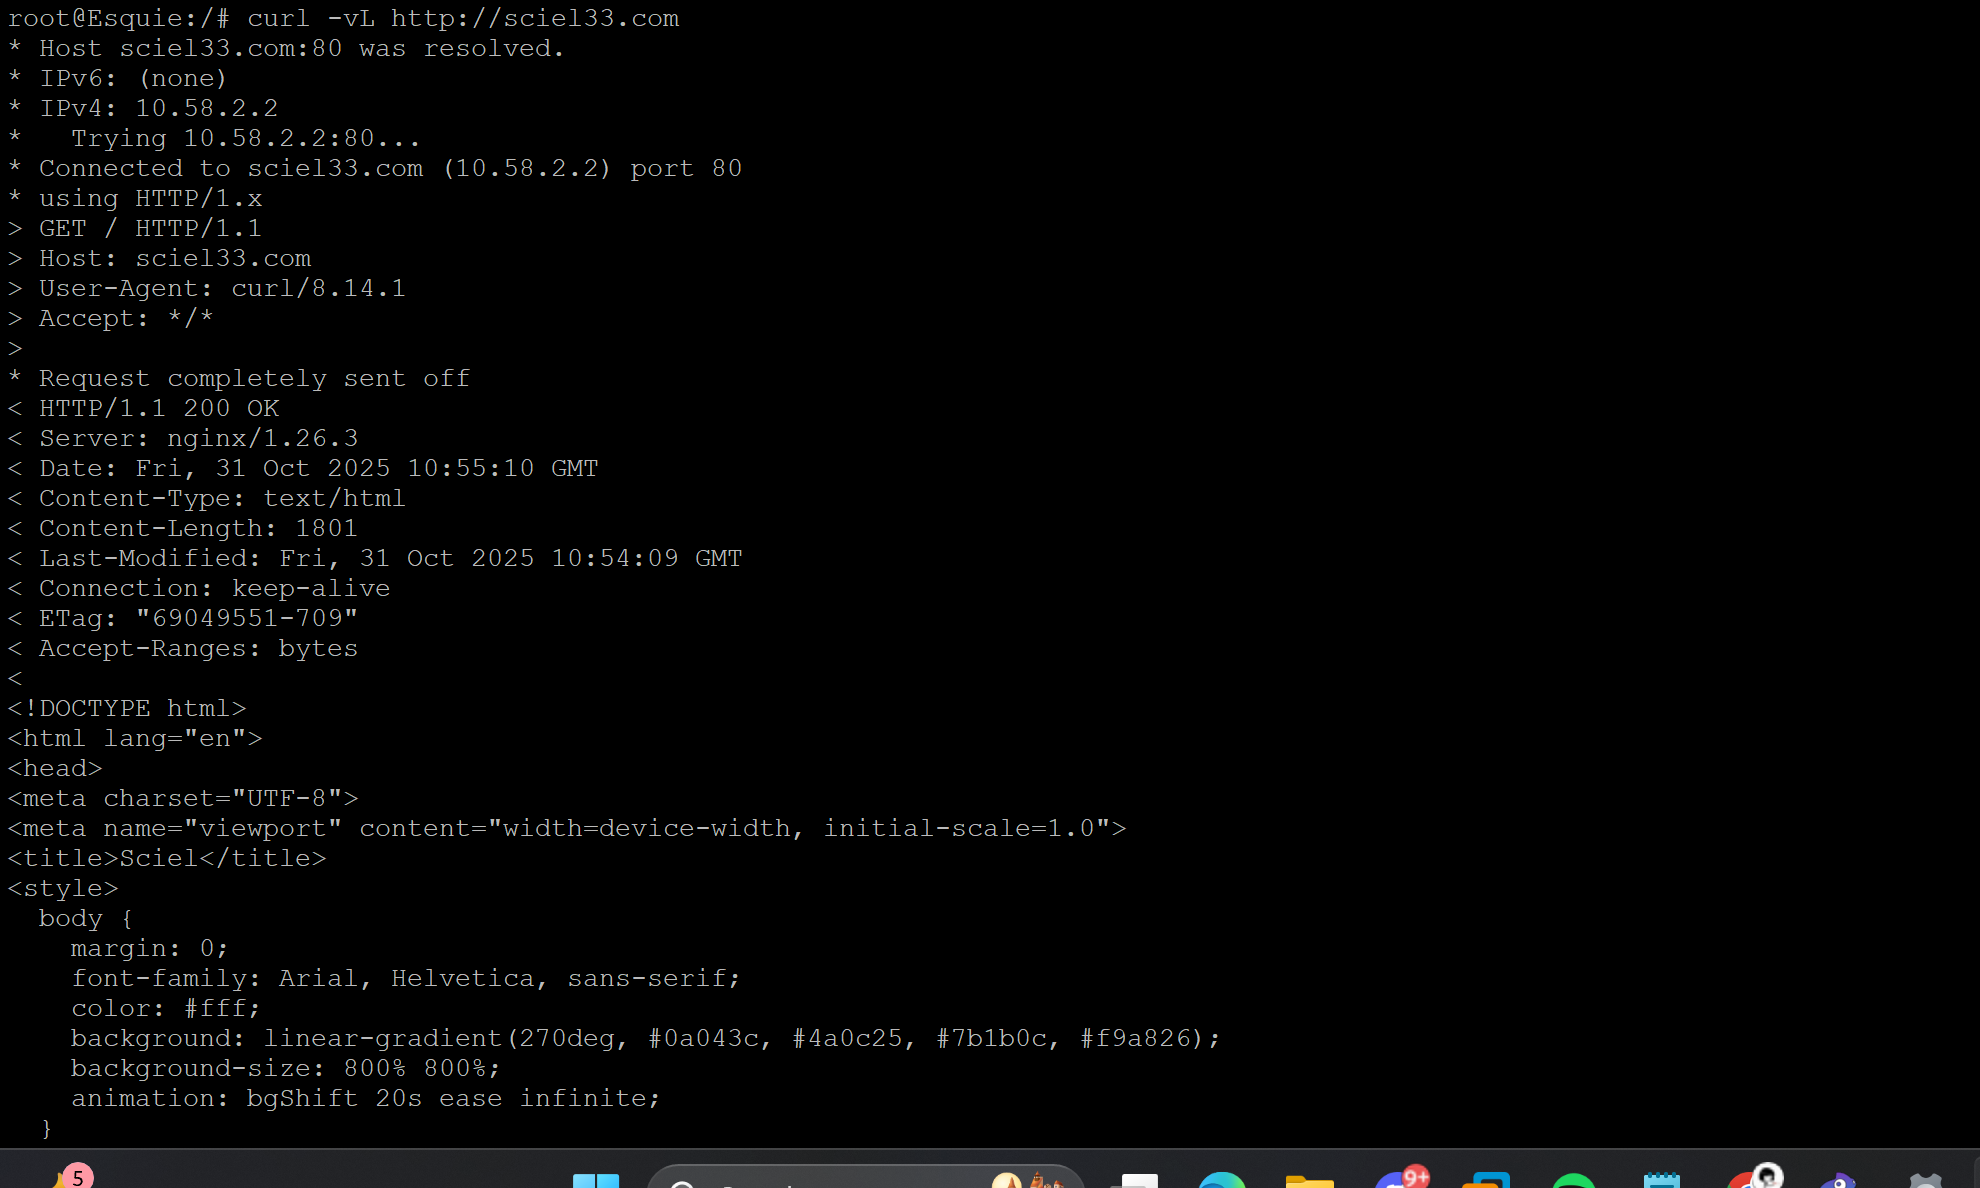 root@Esquie:/# curl -vL http://sciel33.com
* Host sciel33.com:80 was resolved.
* IPv6: (none)
* IPv4: 10.58.2.2
*   Trying 10.58.2.2:80...
* Connected to sciel33.com (10.58.2.2) port 80
* using HTTP/1.x
> GET / HTTP/1.1
> Host: sciel33.com
> User-Agent: curl/8.14.1
> Accept: */*
>
* Request completely sent off
< HTTP/1.1 200 OK
< Server: nginx/1.26.3
< Date: Fri, 31 Oct 2025 10:55:10 GMT
< Content-Type: text/html
< Content-Length: 1801
< Last-Modified: Fri, 31 Oct 2025 10:54:09 GMT
< Connection: keep-alive
< ETag: "69049551-709"
< Accept-Ranges: bytes
<
<!DOCTYPE html>
<html lang="en">
<head>
<meta charset="UTF-8">
<meta name="viewport" content="width=device-width, initial-scale=1.0">
<title>Sciel</title>
<style>
  body {
    margin: 0;
    font-family: Arial, Helvetica, sans-serif;
    color: #fff;
    background: linear-gradient(270deg, #0a043c, #4a0c25, #7b1b0c, #f9a826);
    background-size: 800% 800%;
    animation: bgShift 20s ease infinite;
  }
5
9+